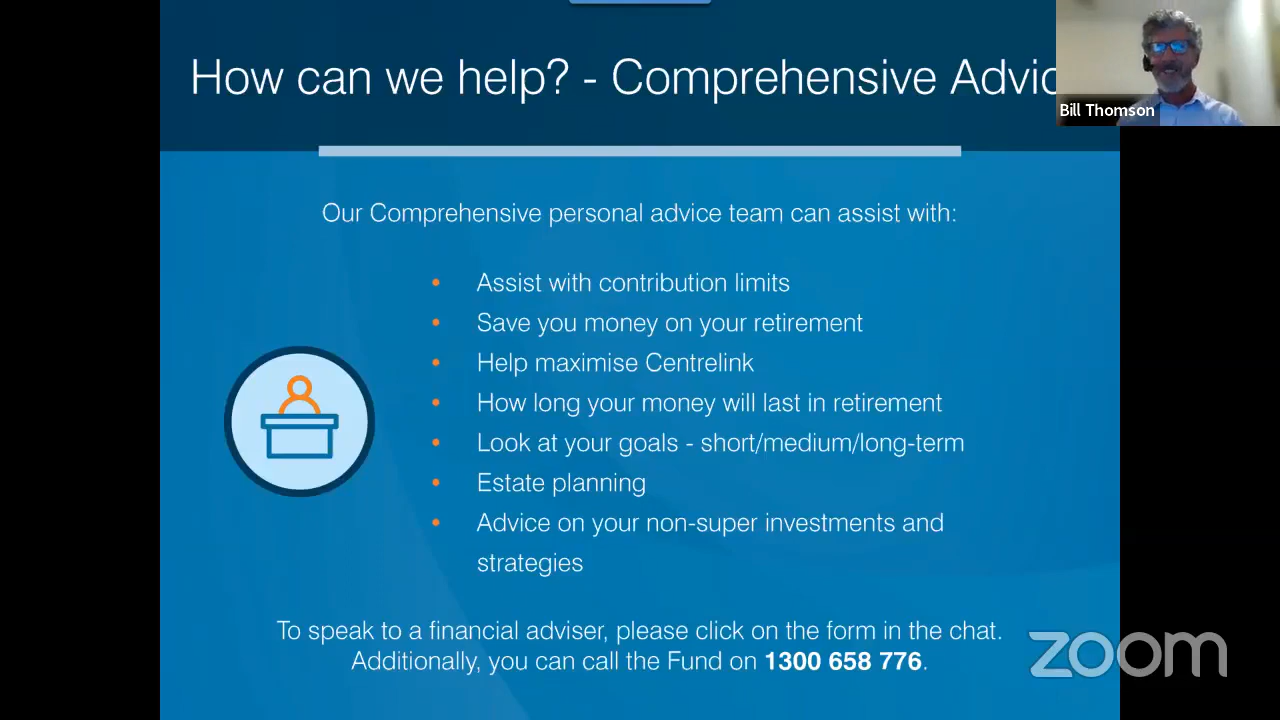 How can we help? - Comprehensive Advic
Bill Thomson
Our Comprehensive personal advice team can assist with:
• Assist with contribution limits
• Save you money on your retirement
• Help maximise Centrelink
• How long your money will last in retirement
• Look at your goals - short/medium/long-term
• Estate planning
• Advice on your non-super investments and
strategies
To speak to a financial adviser, please click on the form in the chat.
Additionally, you can call the Fund on 1300 658 776.
zoom